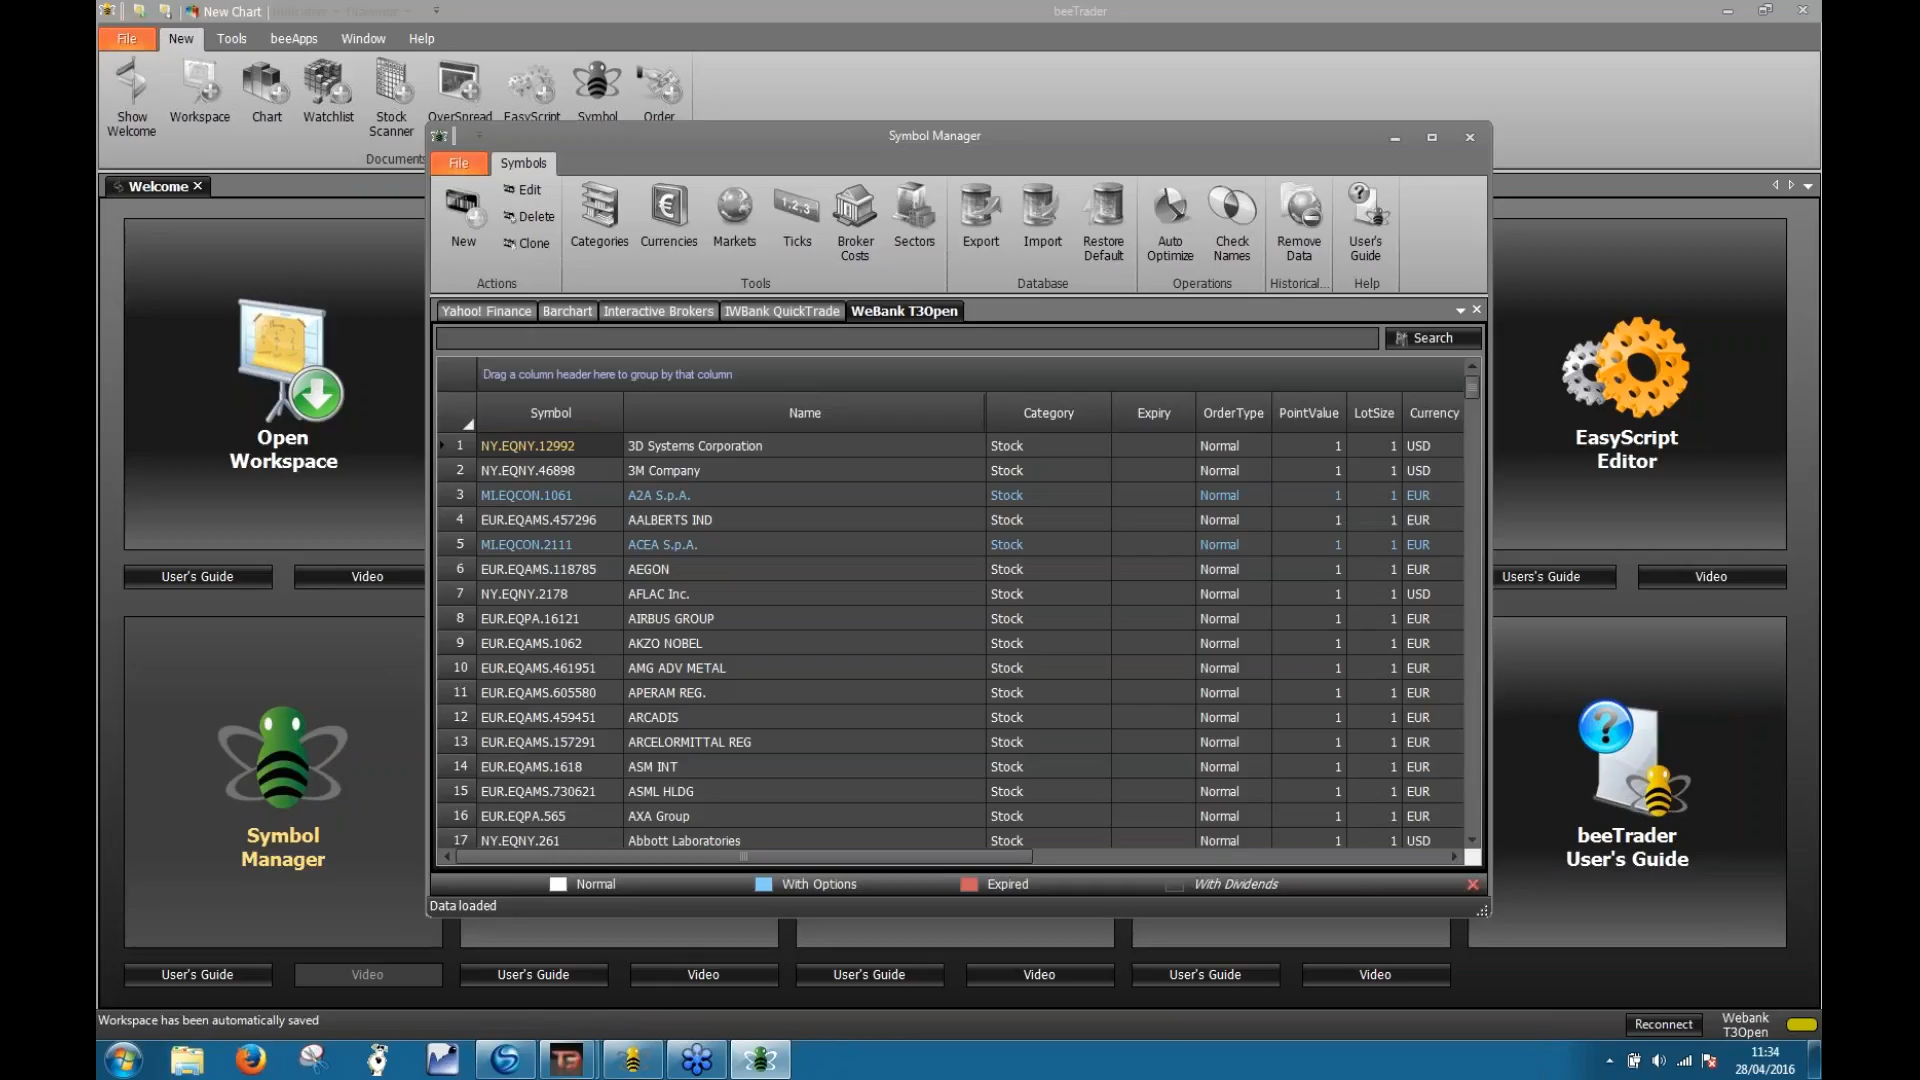 New Chart
beeTrader
File New Tools beeApps Window Help
Show Welcome
Workspace
Chart
Watchlist
Stock Scanner
OverSpread
EasyScript
Symbol
Order
Documents
Welcome
Symbol Manager
File Symbols
New
Edit
Delete
Clone
Categories
Currencies
Markets
1,2,3
Ticks
Broker Costs
Sectors
Export
Import
Restore Default
Auto Optimize
Check Names
Remove Data
User's Guide
Actions Tools Database Operations Historical... Help
Yahoo! Finance Barchart Interactive Brokers IWBank QuickTrade WeBank T3Open
Search
Drag a column header here to group by that column
Symbol Name Category Expiry OrderType PointValue LotSize Currency
1 NY.EQNY.12992 3D Systems Corporation Stock Normal 1 1 USD
2 NY.EQNY.46898 3M Company Stock Normal 1 1 USD
3 MI.EQCON.1061 A2A S.p.A. Stock Normal 1 1 EUR
4 EUR.EQAMS.457296 AALBERTS IND Stock Normal 1 1 EUR
5 MI.EQCON.2111 ACEA S.p.A. Stock Normal 1 1 EUR
6 EUR.EQAMS.118785 AEGON Stock Normal 1 1 EUR
7 NY.EQNY.2178 AFLAC Inc. Stock Normal 1 1 USD
8 EUR.EQPA.16121 AIRBUS GROUP Stock Normal 1 1 EUR
9 EUR.EQAMS.1062 AKZO NOBEL Stock Normal 1 1 EUR
10 EUR.EQAMS.461951 AMG ADV METAL Stock Normal 1 1 EUR
11 EUR.EQAMS.605580 APERAM REG. Stock Normal 1 1 EUR
12 EUR.EQAMS.459451 ARCADIS Stock Normal 1 1 EUR
13 EUR.EQAMS.157291 ARCELORMITTAL REG Stock Normal 1 1 EUR
14 EUR.EQAMS.1618 ASM INT Stock Normal 1 1 EUR
15 EUR.EQAMS.730621 ASML HLDG Stock Normal 1 1 EUR
16 EUR.EQPA.565 AXA Group Stock Normal 1 1 EUR
17 NY.EQNY.261 Abbott Laboratories Stock Normal 1 1 USD
Normal With Options Expired With Dividends
Data loaded
Open
Workspace
User's Guide Video
EasyScript
Editor
Users's Guide Video
Symbol
Manager
beeTrader
User's Guide
User's Guide Video User's Guide Video User's Guide Video User's Guide Video
Workspace has been automatically saved
Reconnect
Webank
T3Open
11:34
28/04/2016